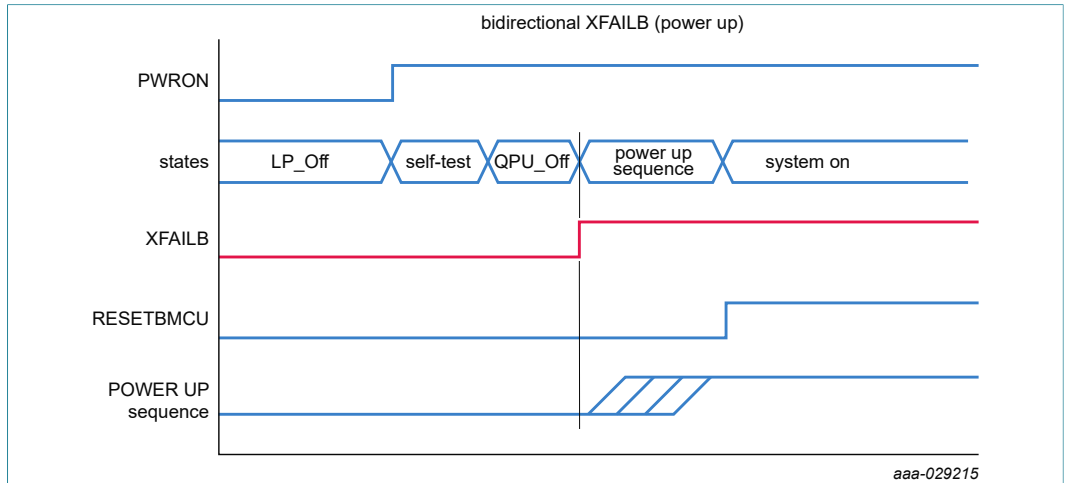 bidirectional XFAILB (power up)
PWRON
states
LP_Off
self-test
QPU_Off
power up
sequence
system on
XFAILB
RESETBMCU
POWER UP
sequence
aaa-029215